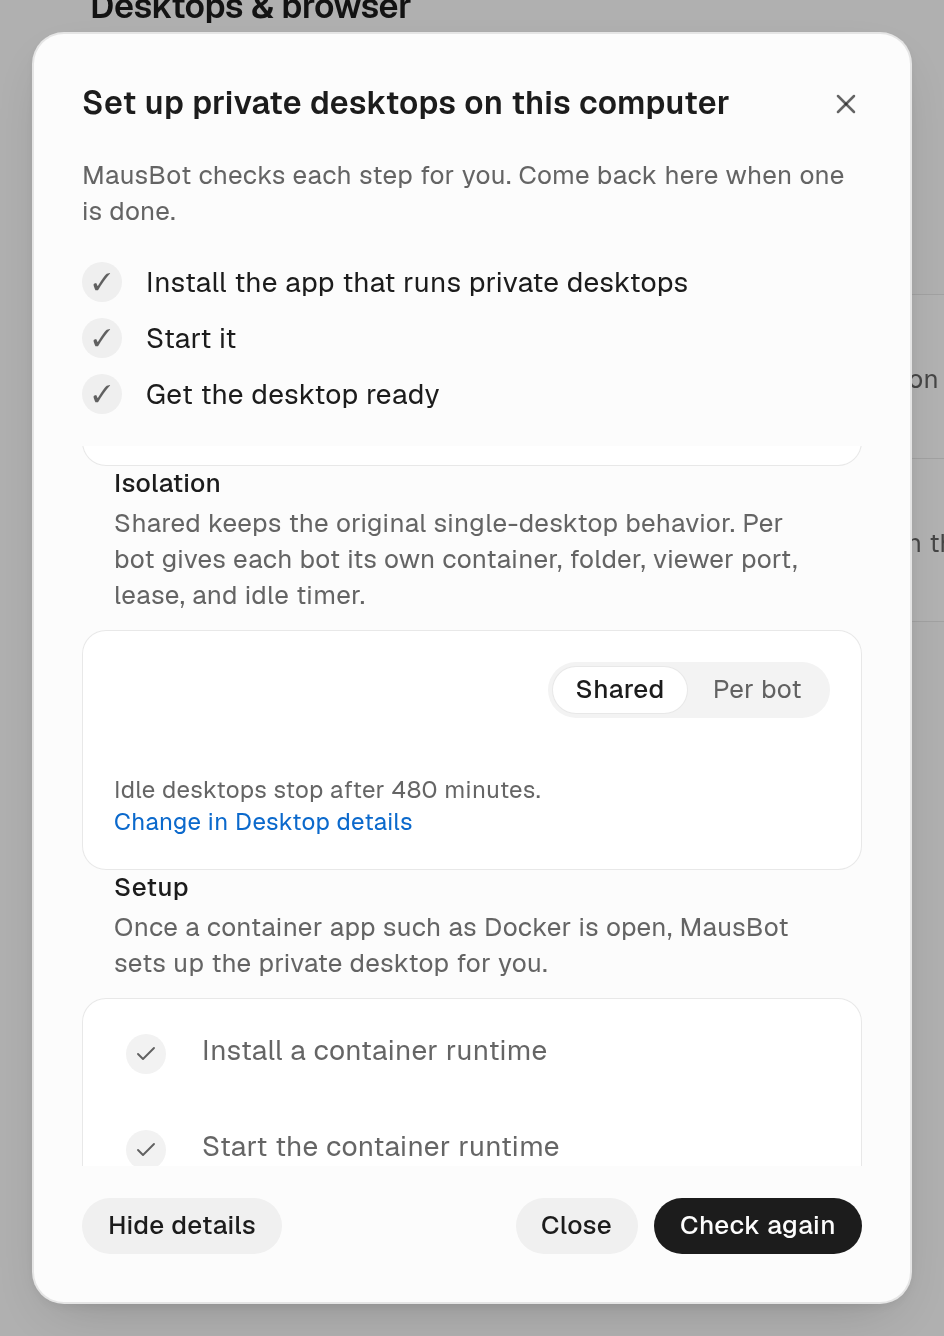 Desktops & browser
Set up private desktops on this computer
MausBot checks each step for you. Come back here when one
is done.
✓ Install the app that runs private desktops
✓ Start it
✓ Get the desktop ready
on
Isolation
Shared keeps the original single-desktop behavior. Per
bot gives each bot its own container, folder, viewer port,
lease, and idle timer.
Shared Per bot
Idle desktops stop after 480 minutes.
Change in Desktop details
Setup
Once a container app such as Docker is open, MausBot
sets up the private desktop for you.
Install a container runtime
Start the container runtime
Hide details Close Check again